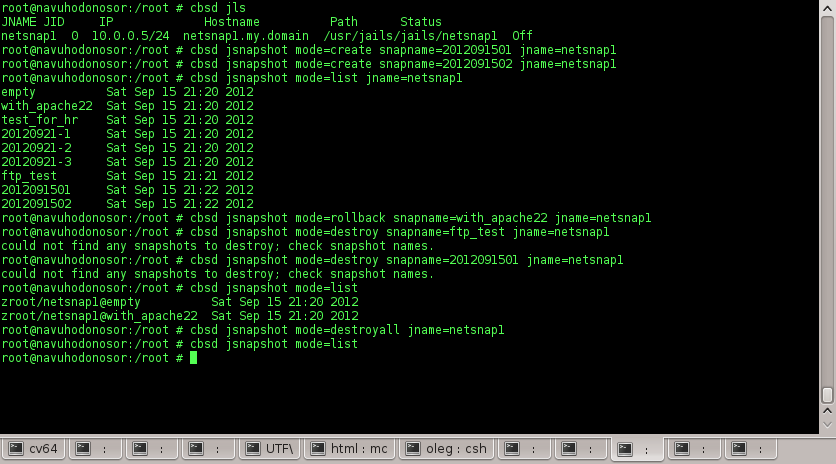 root@navuhodonosor:/root # cbsd jls
JNAME JID     IP             Hostname          Path      Status
netsnap1  0  10.0.0.5/24  netsnap1.my.domain  /usr/jails/jails/netsnap1  Off
root@navuhodonosor:/root # cbsd jsnapshot mode=create snapname=2012091501 jname=netsnap1
root@navuhodonosor:/root # cbsd jsnapshot mode=create snapname=2012091502 jname=netsnap1
root@navuhodonosor:/root # cbsd jsnapshot mode=list jname=netsnap1
empty          Sat Sep 15 21:20 2012
with_apache22  Sat Sep 15 21:20 2012
test_for_hr    Sat Sep 15 21:20 2012
20120921-1     Sat Sep 15 21:20 2012
20120921-2     Sat Sep 15 21:20 2012
20120921-3     Sat Sep 15 21:20 2012
ftp_test       Sat Sep 15 21:21 2012
2012091501     Sat Sep 15 21:22 2012
2012091502     Sat Sep 15 21:22 2012
root@navuhodonosor:/root # cbsd jsnapshot mode=rollback snapname=with_apache22 jname=netsnap1
root@navuhodonosor:/root # cbsd jsnapshot mode=destroy snapname=ftp_test jname=netsnap1
could not find any snapshots to destroy; check snapshot names.
root@navuhodonosor:/root # cbsd jsnapshot mode=destroy snapname=2012091501 jname=netsnap1
could not find any snapshots to destroy; check snapshot names.
root@navuhodonosor:/root # cbsd jsnapshot mode=list
zroot/netsnap1@empty          Sat Sep 15 21:20 2012
zroot/netsnap1@with_apache22  Sat Sep 15 21:20 2012
root@navuhodonosor:/root # cbsd jsnapshot mode=destroyall jname=netsnap1
root@navuhodonosor:/root # cbsd jsnapshot mode=list
root@navuhodonosor:/root #
cv64 : : : UTF\ html : mc oleg : csh : : : : :